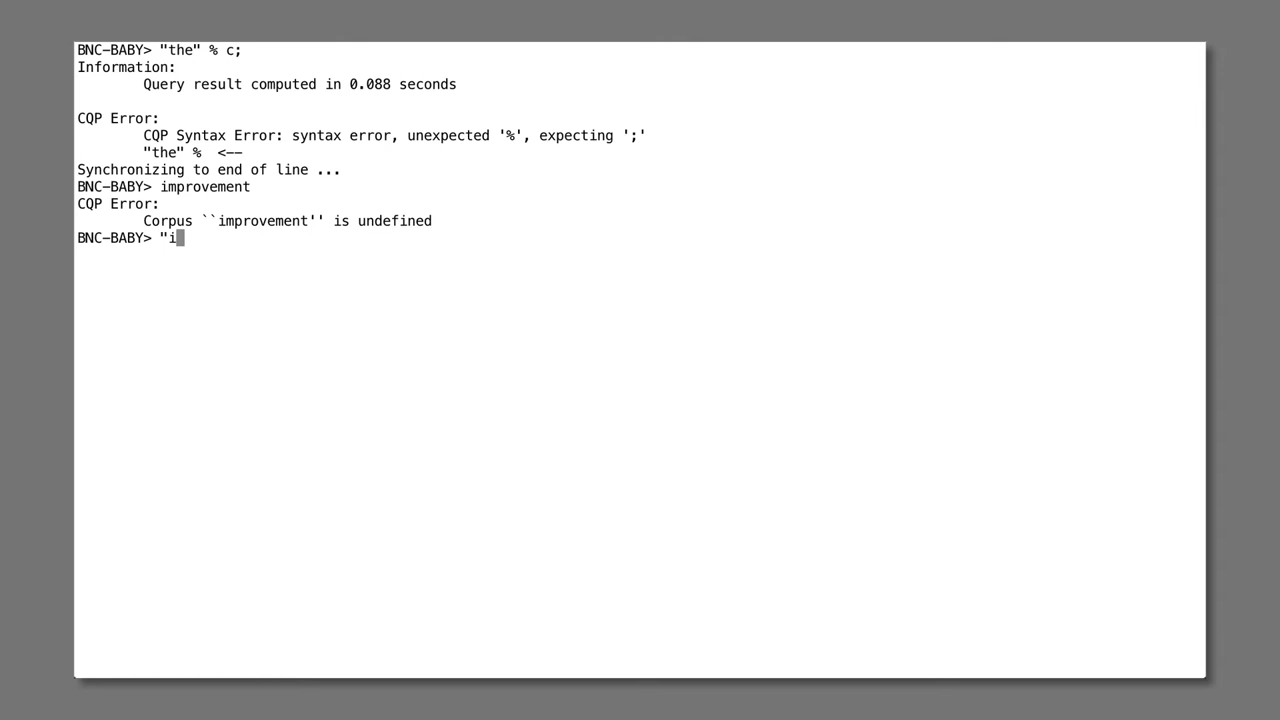 BNC-BABY> "the" % c;
Information:
Query result computed in 0.088 seconds
CQP Error:
CQP Syntax Error: syntax error, unexpected '%', expecting ';'
"the" %  <--
Synchronizing to end of line ...
BNC-BABY> improvement
CQP Error:
Corpus ``improvement'' is undefined
BNC-BABY> "i